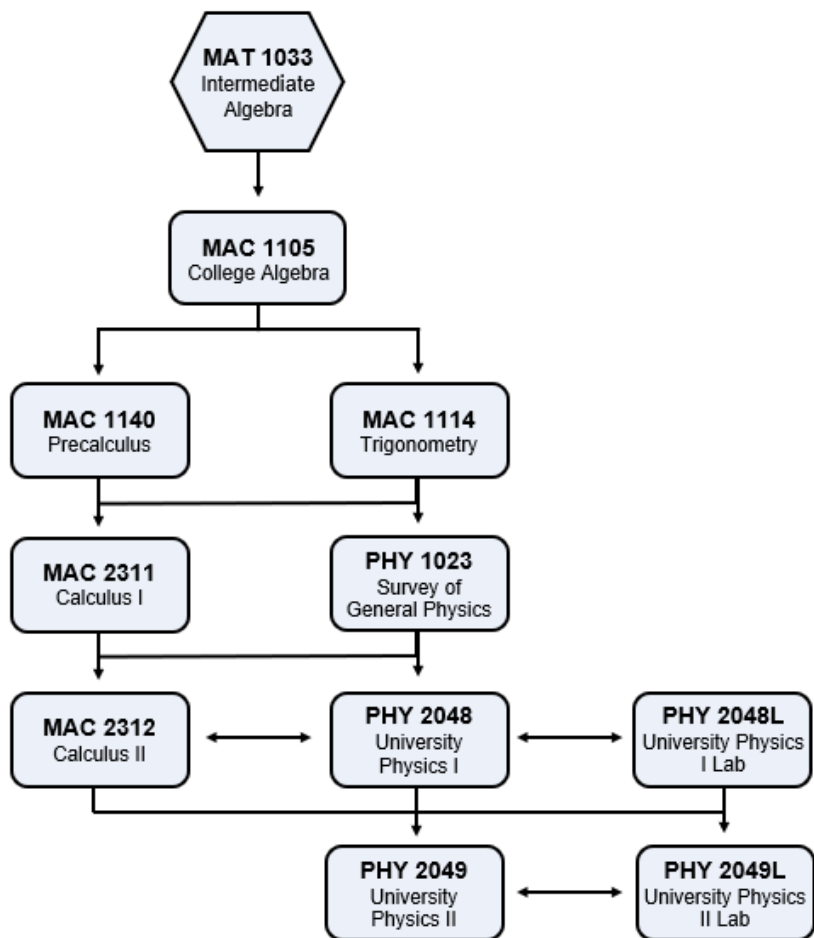 MAT 1033
Intermediate
Algebra
MAC 1105
College Algebra
MAC 1140
Precalculus
MAC 1114
Trigonometry
MAC 2311
Calculus I
PHY 1023
Survey of
General Physics
MAC 2312
Calculus II
PHY 2048
University
Physics I
PHY 2048L
University Physics
I Lab
PHY 2049
University
Physics II
PHY 2049L
University Physics
II Lab